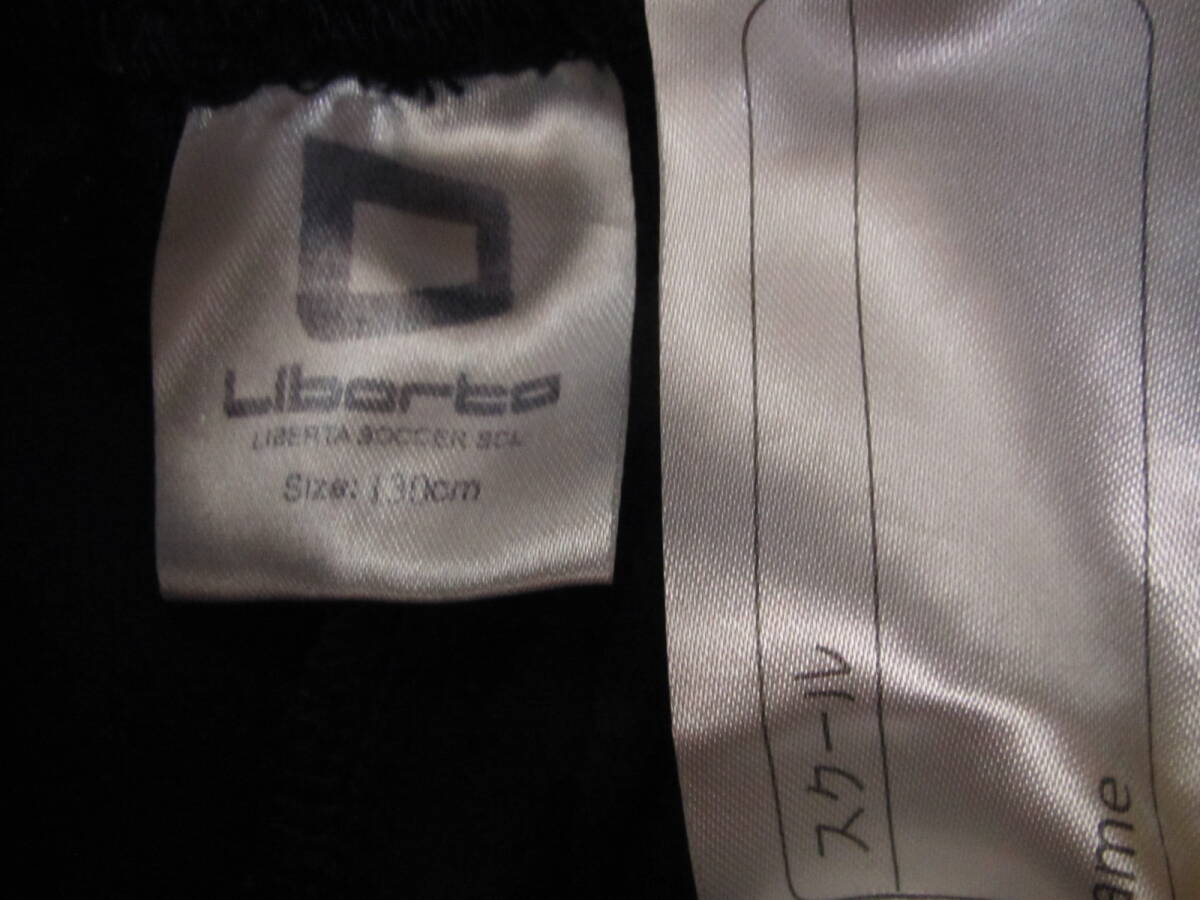 Liberta
LIBERTA SOCCER SCL
Size: 130cm
スクール
ame